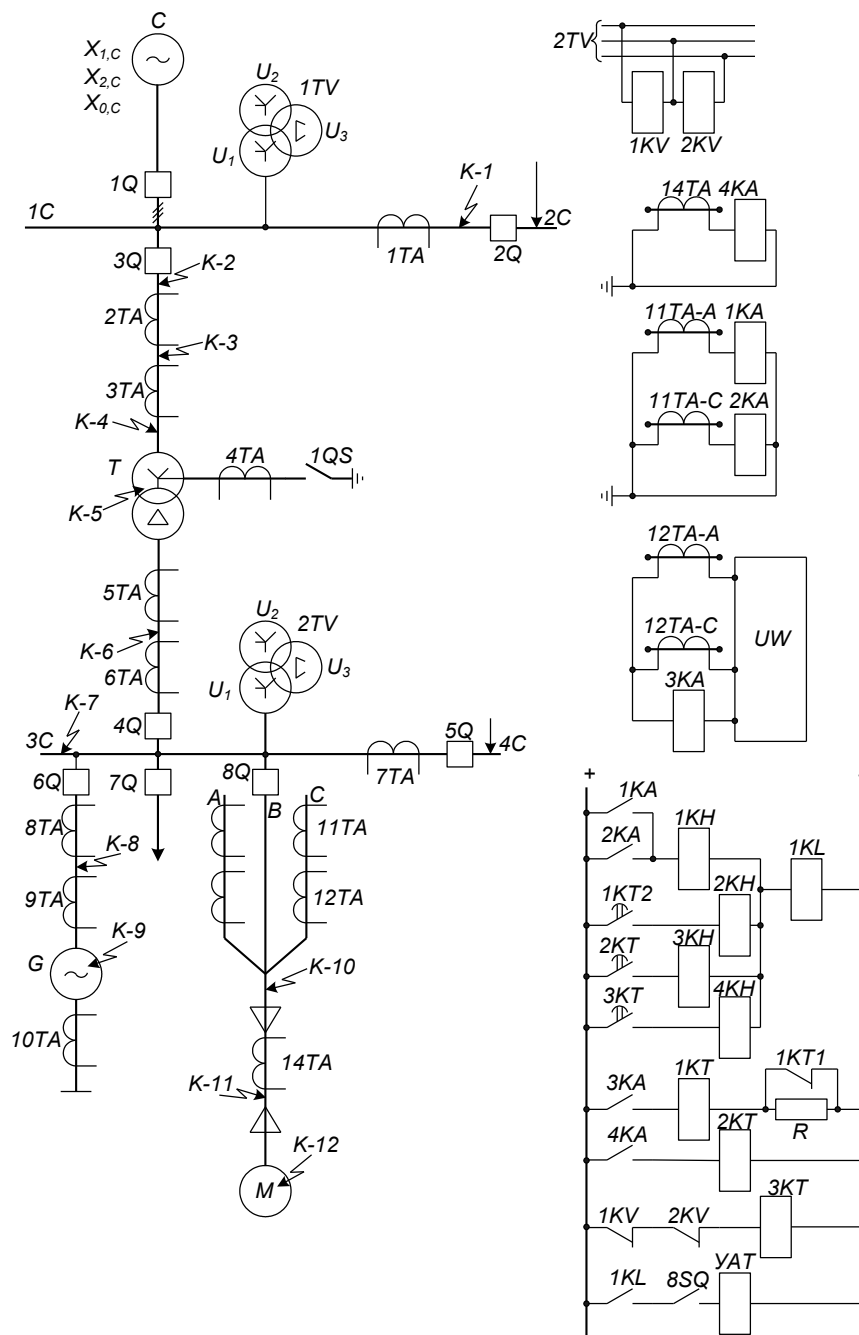 C
X1,C
X2,C
X0,C
U2
1TV
U3
U1
1Q
K-1
1C
2C
1TA
2Q
3Q
K-2
2TA
K-3
3TA
K-4
T
4TA
1QS
K-5
5TA
K-6
6TA
U2
2TV
U3
U1
K-7
4Q
3C
5Q
4C
7TA
6Q
7Q
8Q
A
B
C
8TA
11TA
K-8
9TA
12TA
K-9
G
K-10
10TA
14TA
K-11
K-12
M
2TV
1KV
2KV
14TA
4KA
11TA-A
1KA
11TA-C
2KA
12TA-A
12TA-C
UW
3KA
+
-
1KA
1KH
2KA
1KL
2KH
1KT2
2KT
3KH
3KT
4KH
1KT1
3KA
1KT
R
2KT
4KA
3KT
1KV
2KV
1KL
8SQ
УАТ